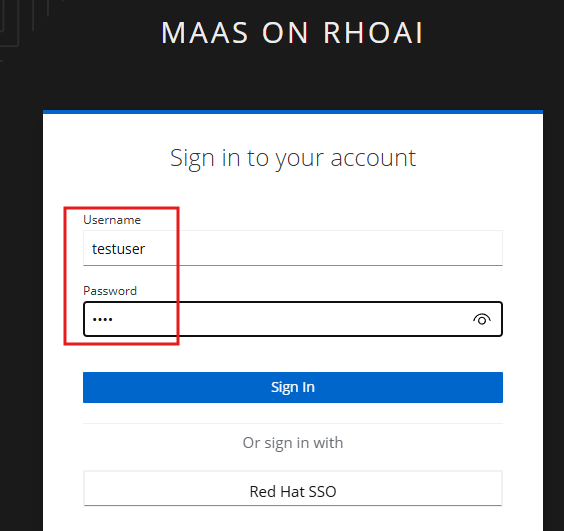 MAAS ON RHOAI
Sign in to your account
Username
testuser
Password
••••
Sign In
Or sign in with
Red Hat SSO